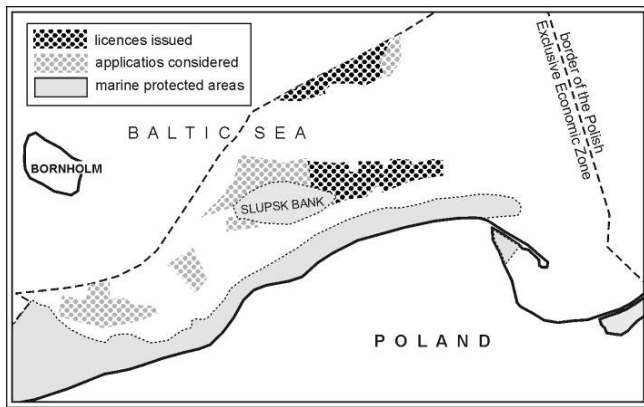 licences issued
applicatios considered
marine protected areas
border of the Polish
Exclusive Economic Zone
BALTIC SEA
BORNHOLM
SLUPSK BANK
POLAND